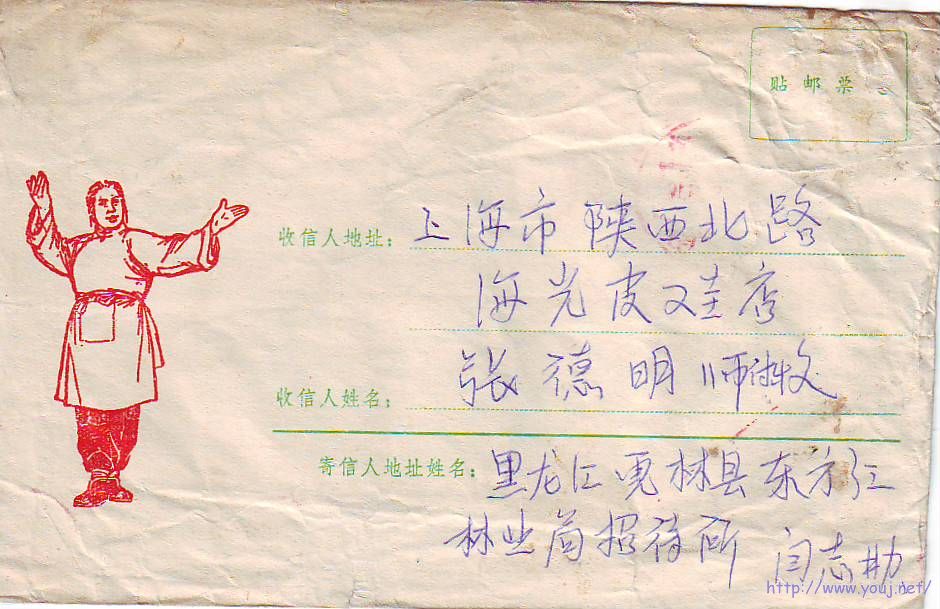 贴邮票
收信人地址：上海市陕西北路
海光皮鞋店
收信人姓名：张德明师傅收
寄信人地址姓名：黑龙江 林县东方红
林业局招待所 闫志勋
http://www.youj.net/